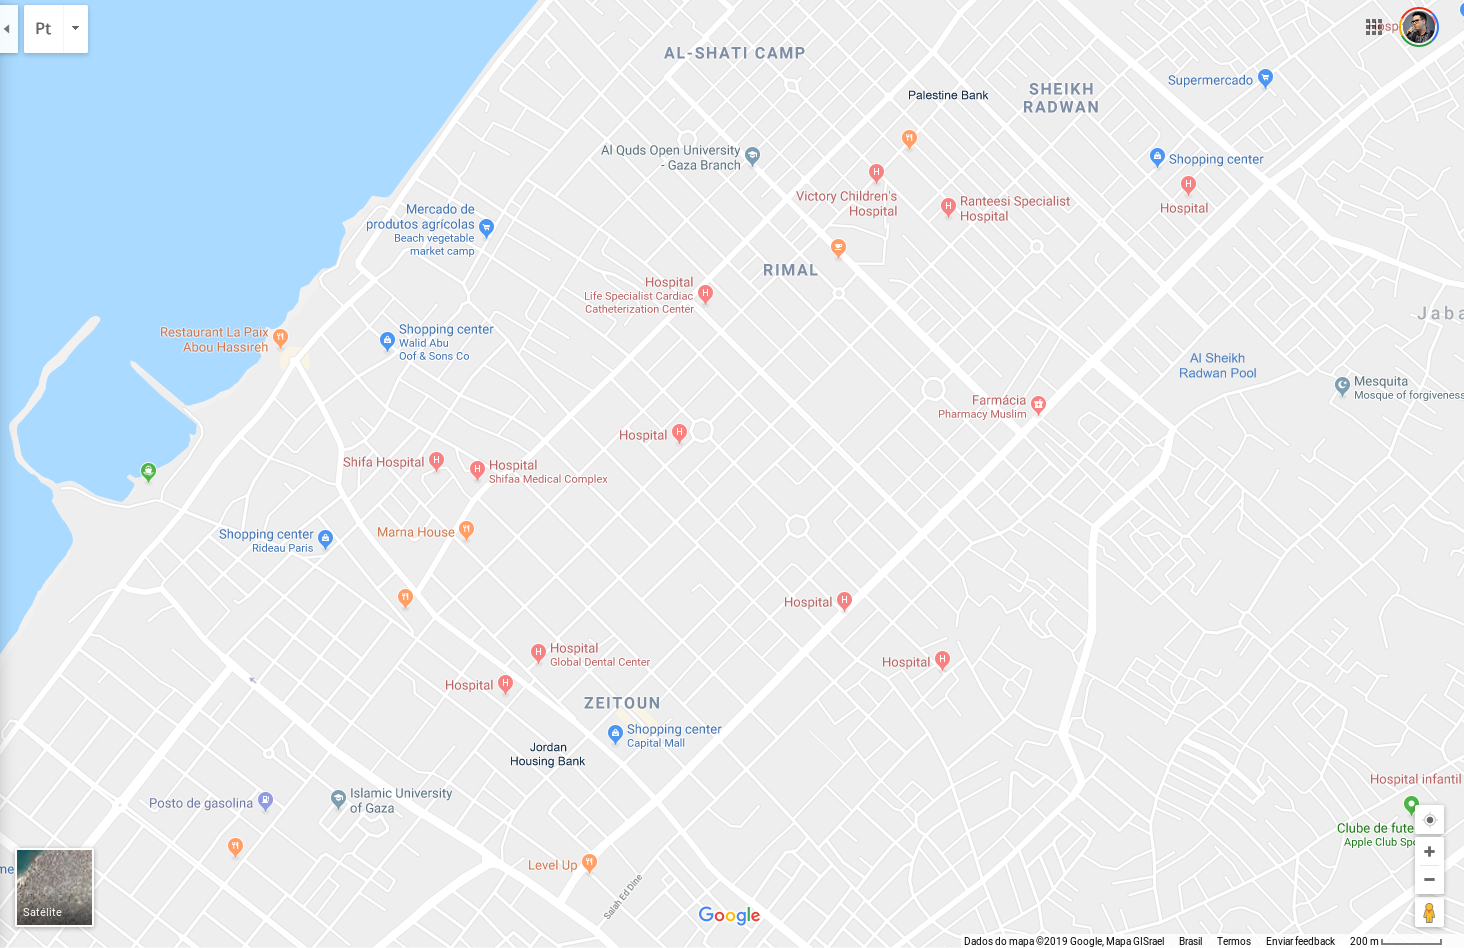 Pt
AL-SHATI CAMP
Hospi
Supermercado
SHEIKH
RADWAN
Palestine Bank
Al Quds Open University
- Gaza Branch
Shopping center
Victory Children's
Hospital
Ranteesi Specialist
Hospital
Hospital
Mercado de
produtos agrícolas
Beach vegetable
market camp
RIMAL
Hospital
Life Specialist Cardiac
Catheterization Center
Jaba
Restaurant La Paix
Abou Hassireh
Shopping center
Walid Abu
Oof & Sons Co
Al Sheikh
Radwan Pool
Mesquita
Mosque of forgiveness
Farmácia
Pharmacy Muslim
Hospital
Shifa Hospital
Hospital
Shifaa Medical Complex
Shopping center
Rideau Paris
Marna House
Hospital
Hospital
Global Dental Center
Hospital
Hospital
ZEITOUN
Shopping center
Capital Mall
Jordan
Housing Bank
Hospital infantil
Posto de gasolina
Islamic University
of Gaza
Clube de fute
Apple Club Spo
Level Up
me
Salah Ed Dine
Satélite
Google
Dados do mapa ©2019 Google, Mapa GISrael Brasil Termos Enviar feedback 200 m